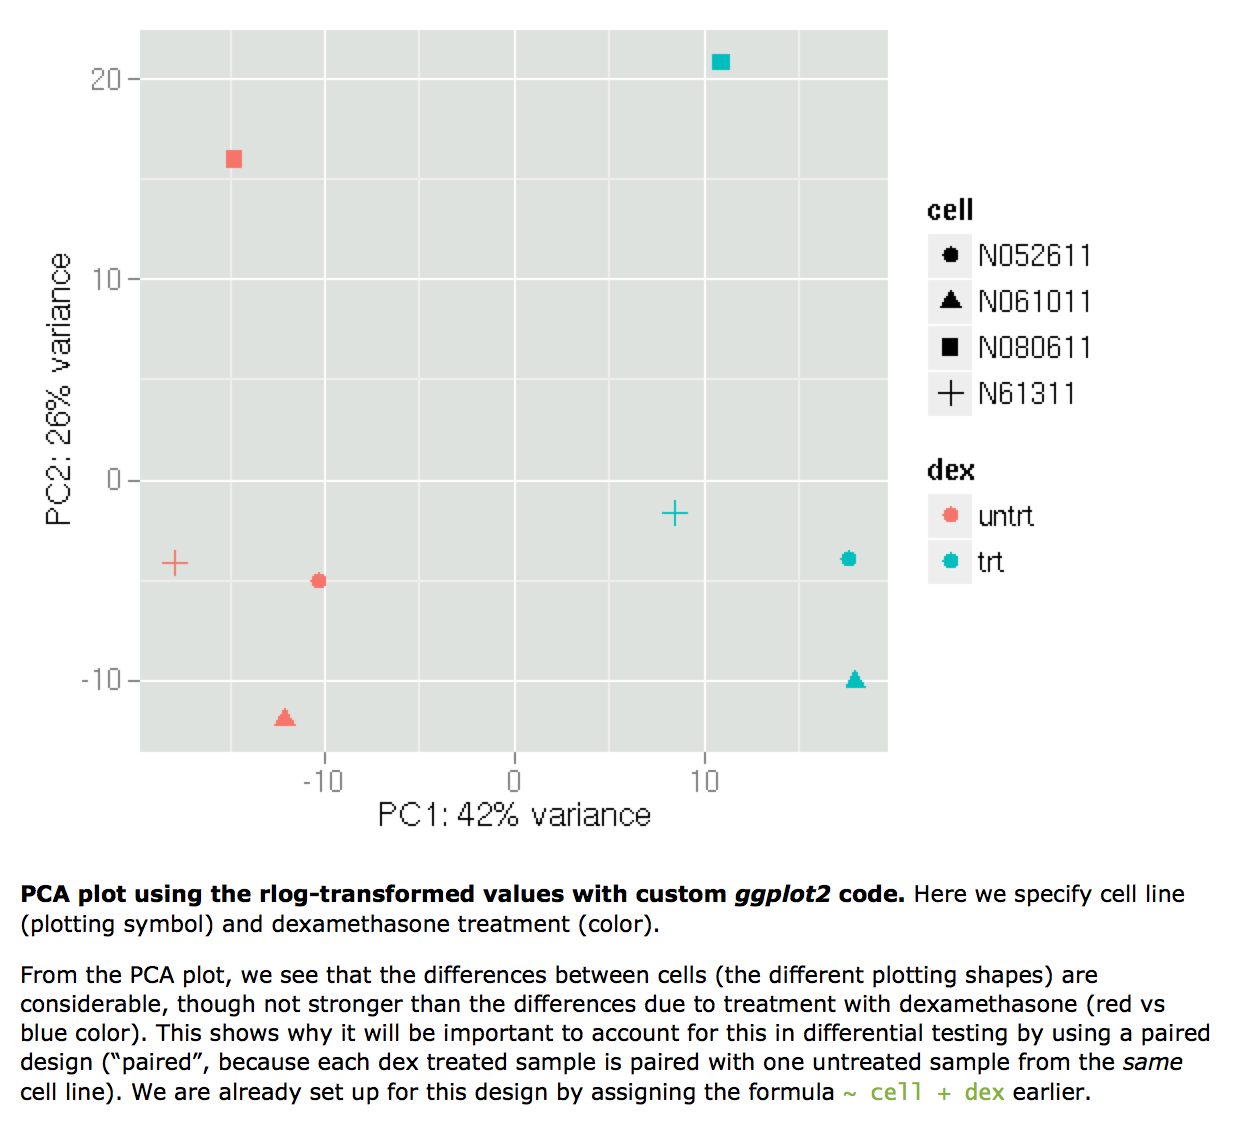 20
10
0
-10
PC2: 26% variance
-10
0
10
PC1: 42% variance
cell
N052611
N061011
N080611
N61311
dex
untrt
trt
PCA plot using the rlog-transformed values with custom ggplot2 code. Here we specify cell line
(plotting symbol) and dexamethasone treatment (color).
From the PCA plot, we see that the differences between cells (the different plotting shapes) are
considerable, though not stronger than the differences due to treatment with dexamethasone (red vs
blue color). This shows why it will be important to account for this in differential testing by using a paired
design (“paired”, because each dex treated sample is paired with one untreated sample from the same
cell line). We are already set up for this design by assigning the formula ~ cell + dex earlier.